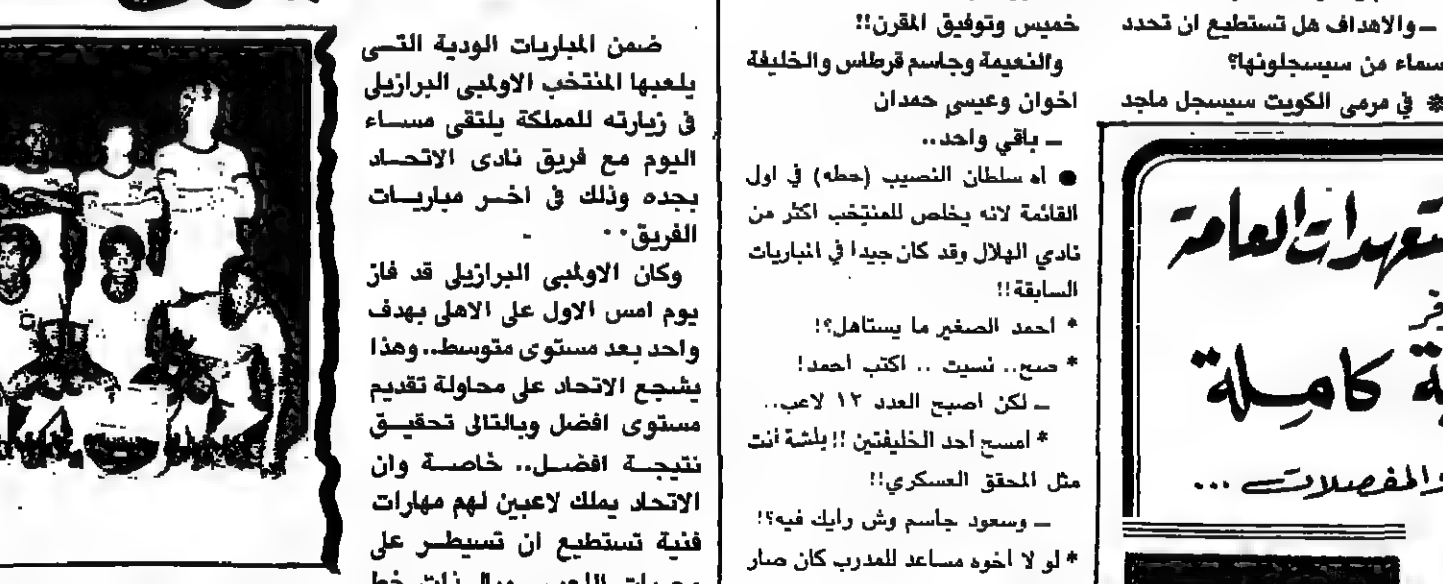 ـ والاهداف هل تستطيع ان تحدد
سماء من سيسجلونها؟
* في مرمى الكويت سيسجل ماجد
تعهدات العامة
كاملة
والمفصلات ...
خميس وتوفيق المقرن!!
والنعيمة وجاسم قرطاس والخليفة
اخوان وعيسى حمدان
ـ باقي واحد..
● اه سلطان النصيب (حطه) في اول
القائمة لانه يخلص للمنتخب اكثر من
نادي الهلال وقد كان جيدا في المباريات
السابقة!!
* احمد الصغير ما يستاهل؟!
* صح.. نسيت .. اكتب احمد!
ـ لكن اصبح العدد ١٢ لاعب..
* امسح أحد الخليفتين !! بلشة أنت
مثل المحقق العسكري!!
ـ وسعود جاسم وش رايك فيه؟!
* لو لا اخوه مساعد للمدرب كان صار
ضمن المباريات الودية التسى
يلعبها المنتخب الاولمبى البرازيلى
فى زيارته للمملكة يلتقى مساء
اليوم مع فريق نادى الاتحاد
بجده وذلك فى اخر مباريات
الفريق ٠٠
وكان الاولمبى البرازيلى قد فاز
يوم امس الاول على الاهلى بهدف
واحد بعد مستوى متوسط.. وهذا
يشجع الاتحاد على محاولة تقديم
مستوى افضل وبالتالى تحقيق
نتيجة افضل.. خاصة وان
الاتحاد يملك لاعبين لهم مهارات
فنية تستطيع ان تسيطر على